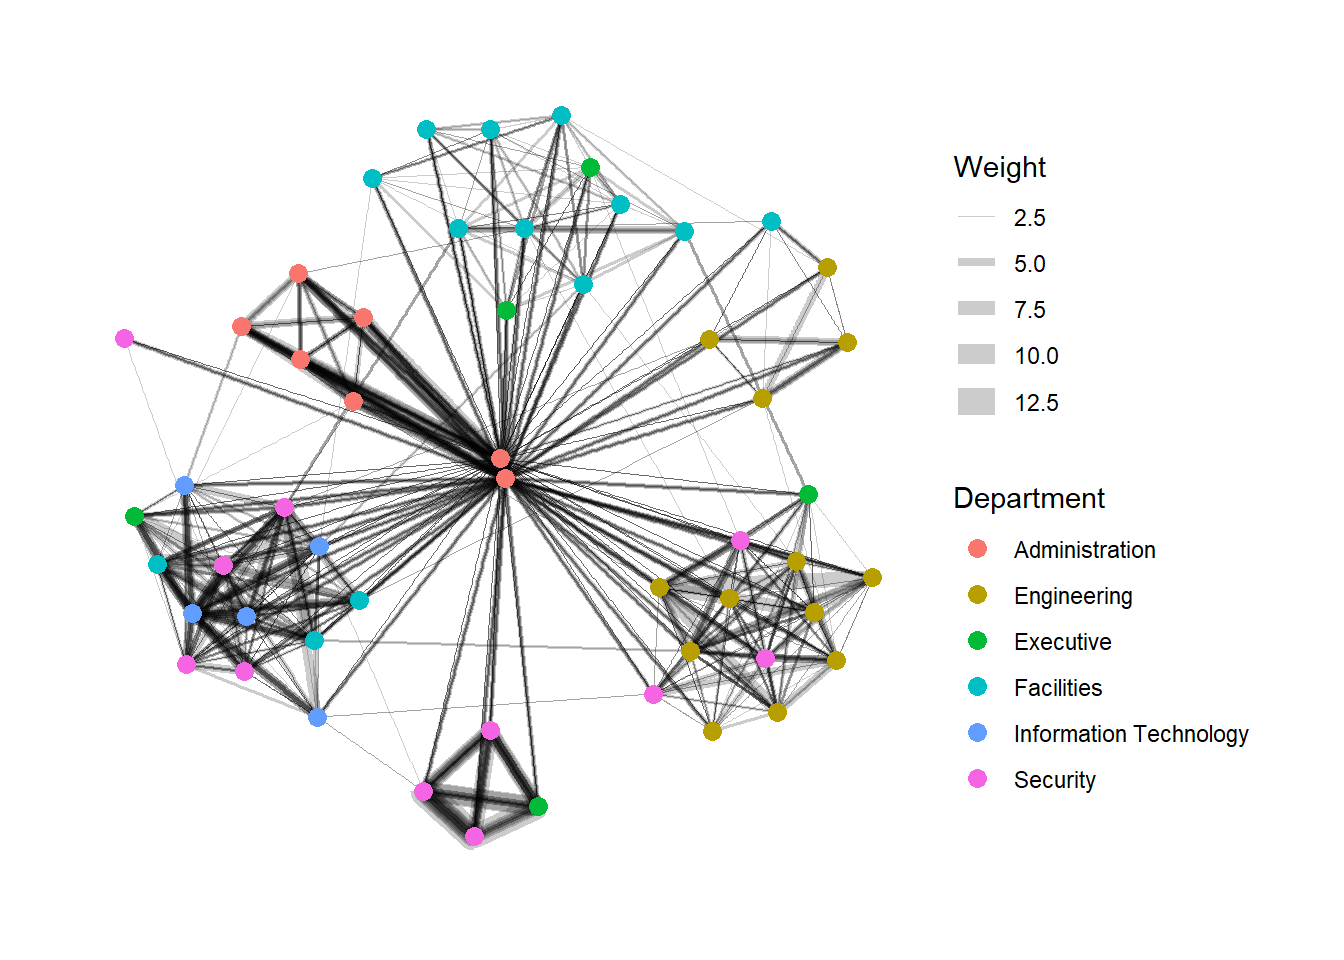 Weight
2.5
5.0
7.5
10.0
12.5
Department
Administration
Engineering
Executive
Facilities
Information Technology
Security